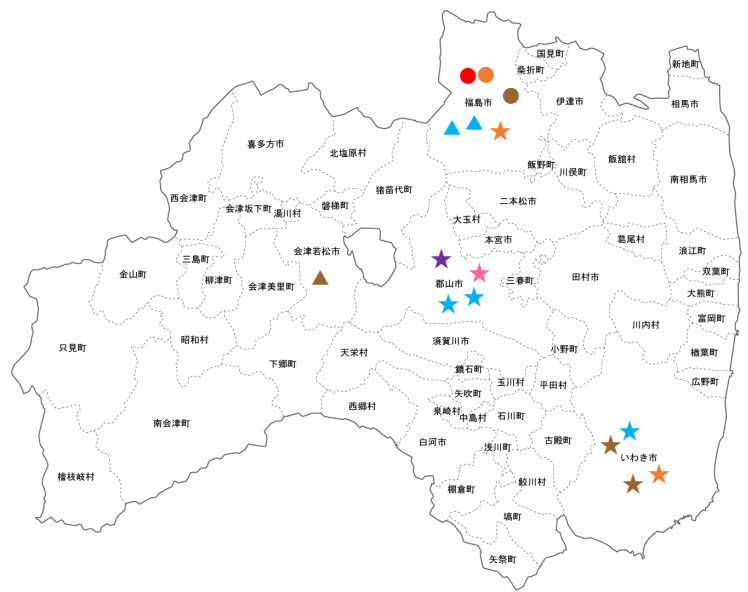 国見町
桑折町
新地町
福島市
伊達市
相馬市
喜多方市
北塩原村
飯野町
川俣町
飯舘村
南相馬市
猪苗代町
西会津町
会津坂下町
湯川村
磐梯町
二本松市
大玉村
本宮市
葛尾村
浪江町
会津若松市
三島町
金山町
柳津町
会津美里町
郡山市
三春町
田村市
双葉町
大熊町
富岡町
川内村
只見町
昭和村
下郷町
天栄村
須賀川市
小野町
楢葉町
広野町
鏡石町
玉川村
平田村
矢吹町
西郷村
泉崎村
中島村
石川町
南会津町
白河市
浅川町
古殿町
いわき市
檜枝岐村
棚倉町
鮫川村
塙町
矢祭町